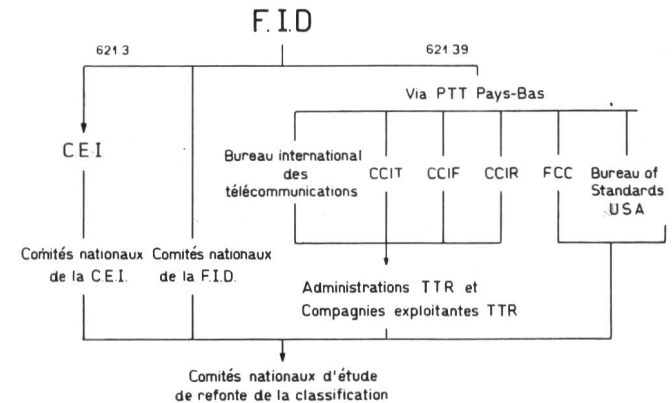 F.I.D
621 3
621 39
Via PTT Pays-Bas
C E I
Bureau international
des
télécommunications
CCIT
CCIF
CCIR
FCC
Bureau of
Standards
USA
Comités nationaux
de la C.E.I.
Comités nationaux
de la F.I.D.
Administrations TTR et
Compagnies exploitantes TTR
Comités nationaux d'étude
de refonte de la classification